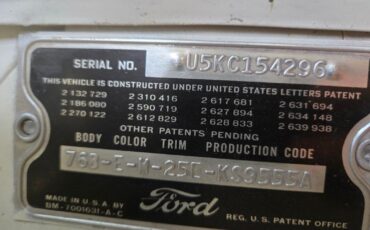 SERIAL NO. U5KC154296
THIS VEHICLE IS CONSTRUCTED UNDER UNITED STATES LETTERS PATENT
2 132 729 2 310 416 2 617 681 2 631 694
2 186 080 2 590 719 2 627 894 2 634 148
2 270 122 2 612 829 2 628 833 2 639 938
OTHER PATENTS PENDING
BODY COLOR TRIM PRODUCTION CODE
MADE IN U.S.A BY
BM-7001031-A-C
Ford
REG. U.S. PATENT OFFICE